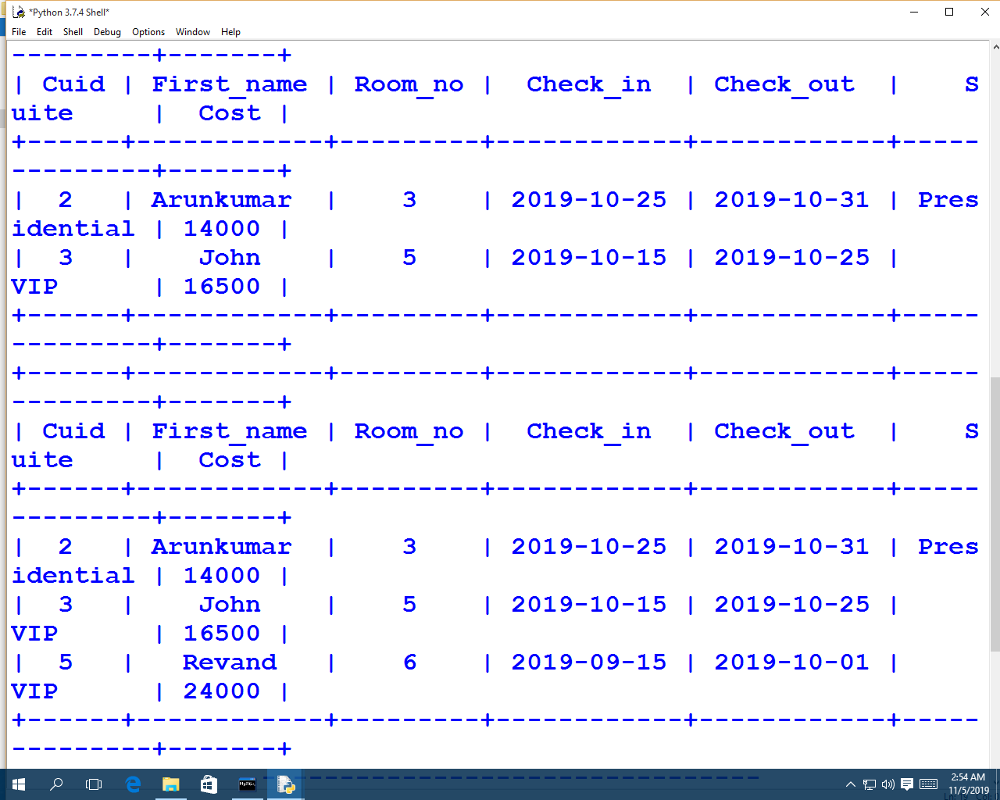 *Python 3.7.4 Shell*
File Edit Shell Debug Options Window Help
---------+-------+
| Cuid | First_name | Room_no |  Check_in  | Check_out  |    S
uite     |  Cost |
+------+------------+---------+------------+------------+-----
---------+-------+
|  2   | Arunkumar  |    3    | 2019-10-25 | 2019-10-31 | Pres
idential | 14000 |
|  3   |    John    |    5    | 2019-10-15 | 2019-10-25 |
VIP      | 16500 |
+------+------------+---------+------------+------------+-----
---------+-------+
+------+------------+---------+------------+------------+-----
---------+-------+
| Cuid | First_name | Room_no |  Check_in  | Check_out  |    S
uite     |  Cost |
+------+------------+---------+------------+------------+-----
---------+-------+
|  2   | Arunkumar  |    3    | 2019-10-25 | 2019-10-31 | Pres
idential | 14000 |
|  3   |    John    |    5    | 2019-10-15 | 2019-10-25 |
VIP      | 16500 |
|  5   |   Revand   |    6    | 2019-09-15 | 2019-10-01 |
VIP      | 24000 |
+------+------------+---------+------------+------------+-----
---------+-------+
MySQL
2:54 AM
11/5/2019